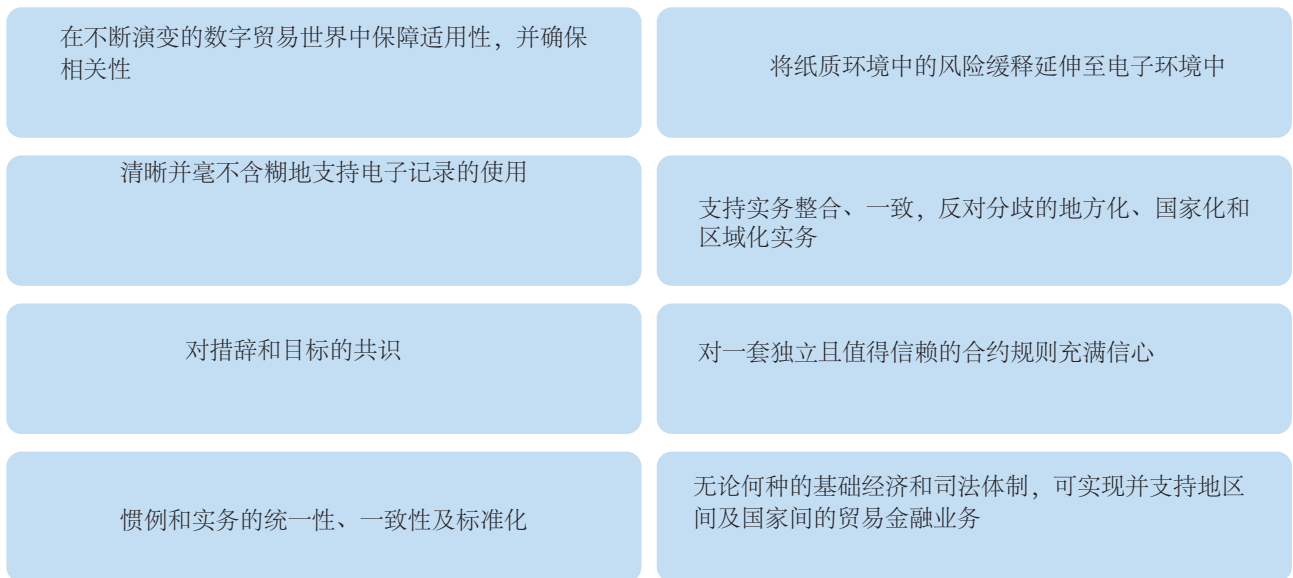 在不断演变的数字贸易世界中保障适用性，并确保
相关性
将纸质环境中的风险缓释延伸至电子环境中
清晰并毫不含糊地支持电子记录的使用
支持实务整合、一致，反对分歧的地方化、国家化和
区域化实务
对措辞和目标的共识
对一套独立且值得信赖的合约规则充满信心
惯例和实务的统一性、一致性及标准化
无论何种的基础经济和司法体制，可实现并支持地区
间及国家间的贸易金融业务